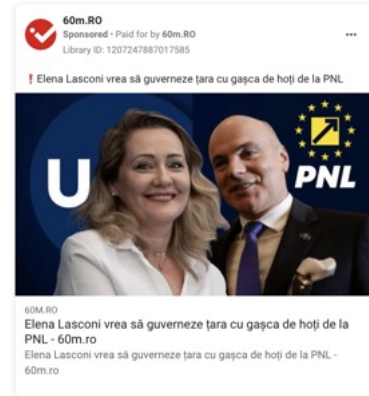 60m.RO
Sponsored • Paid for by 60m.RO
Library ID: 1207247887017585
❗Elena Lasconi vrea să guverneze țara cu gașca de hoți de la PNL
U
PNL
60M.RO
Elena Lasconi vrea să guverneze țara cu gașca de hoți de la
PNL - 60m.ro
Elena Lasconi vrea să guverneze țara cu gașca de hoți de la PNL -
60m.ro